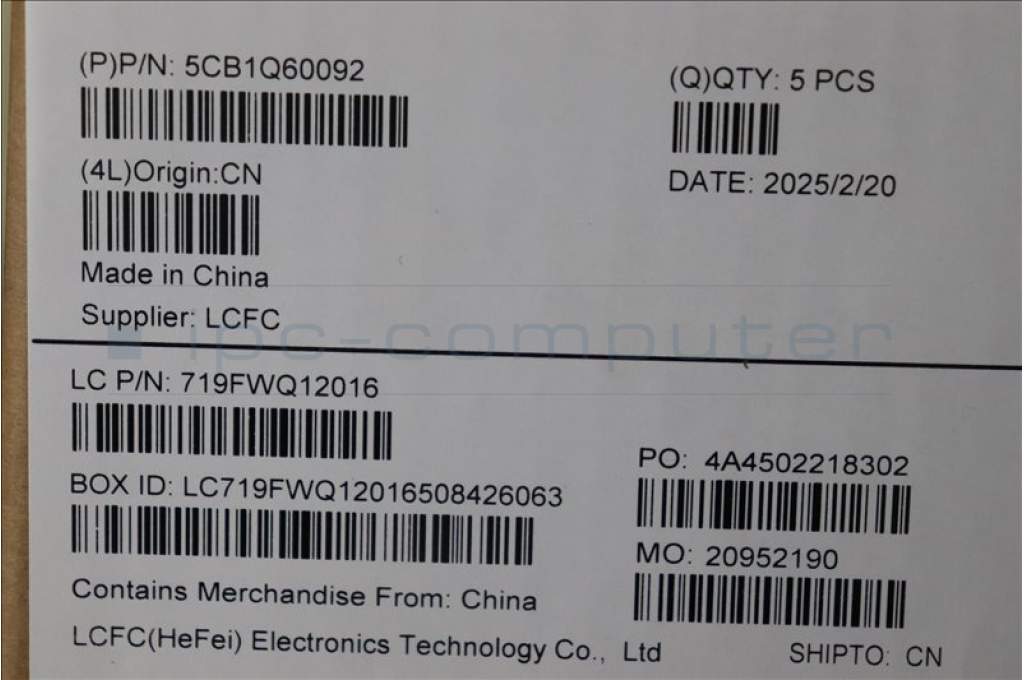 (P)P/N: 5CB1Q60092
(Q)QTY: 5 PCS
(4L)Origin:CN
DATE: 2025/2/20
Made in China
Supplier: LCFC
ipc-computer
LC P/N: 719FWQ12016
PO: 4A4502218302
BOX ID: LC719FWQ12016508426063
MO: 20952190
Contains Merchandise From: China
LCFC(HeFei) Electronics Technology Co., Ltd
SHIPTO: CN